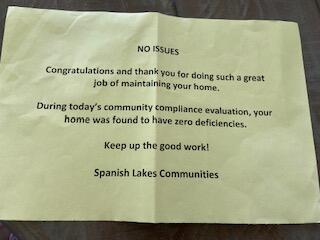 NO ISSUES
Congratulations and thank you for doing such a great
job of maintaining your home.
During today's community compliance evaluation, your
home was found to have zero deficiencies.
Keep up the good work!
Spanish Lakes Communities